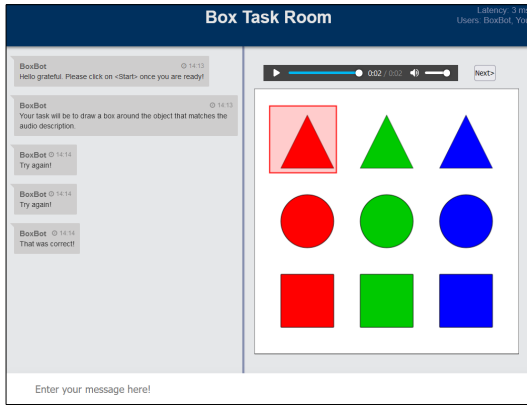 Box Task Room
Latency: 3 ms
Users: BoxBot, You
BoxBot 14:13
Hello grateful. Please click on <Start> once you are ready!
BoxBot 14:13
Your task will be to draw a box around the object that matches the
audio description.
BoxBot 14:14
Try again!
BoxBot 14:14
Try again!
BoxBot 14:14
That was correct!
0:02 / 0:02
Next>
Enter your message here!